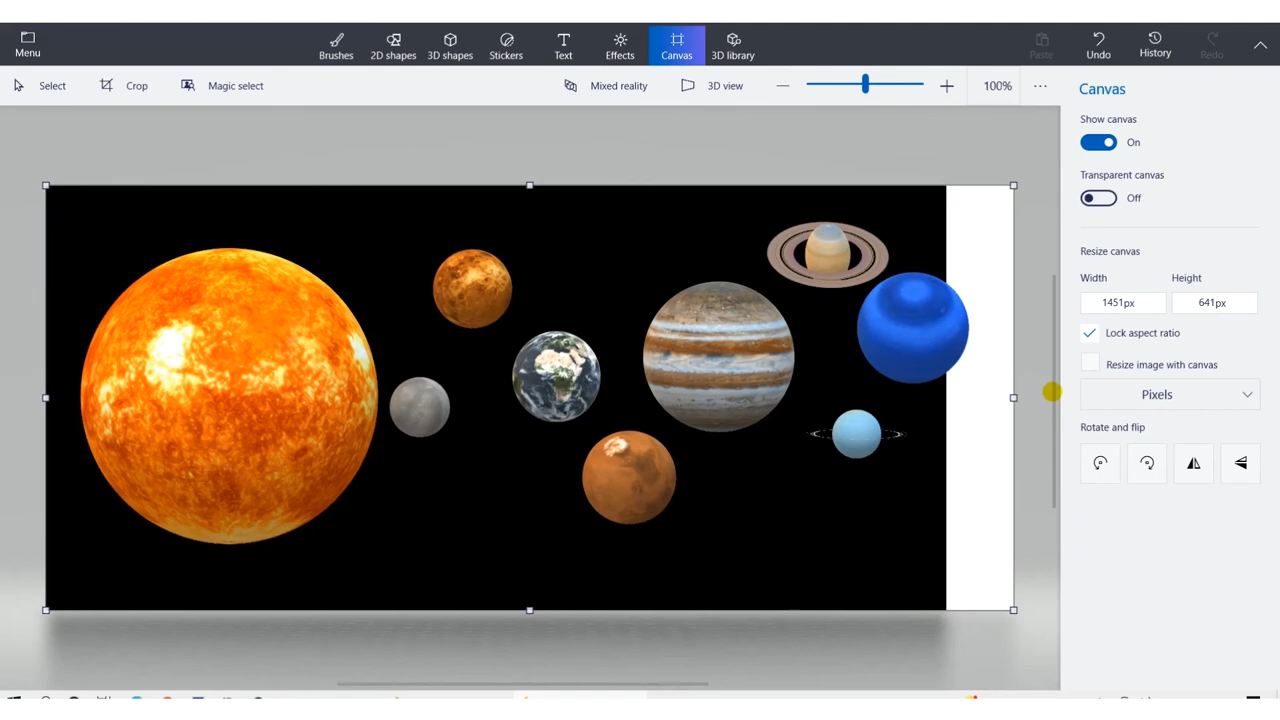 Menu
Brushes
2D shapes
3D shapes
Stickers
Text
Effects
Canvas
3D library
Paste
Undo
History
Redo
Select
Crop
Magic select
Mixed reality
3D view
100%
Canvas
Show canvas
On
Transparent canvas
Off
Resize canvas
Width
Height
1451px
641px
Lock aspect ratio
Resize image with canvas
Pixels
Rotate and flip